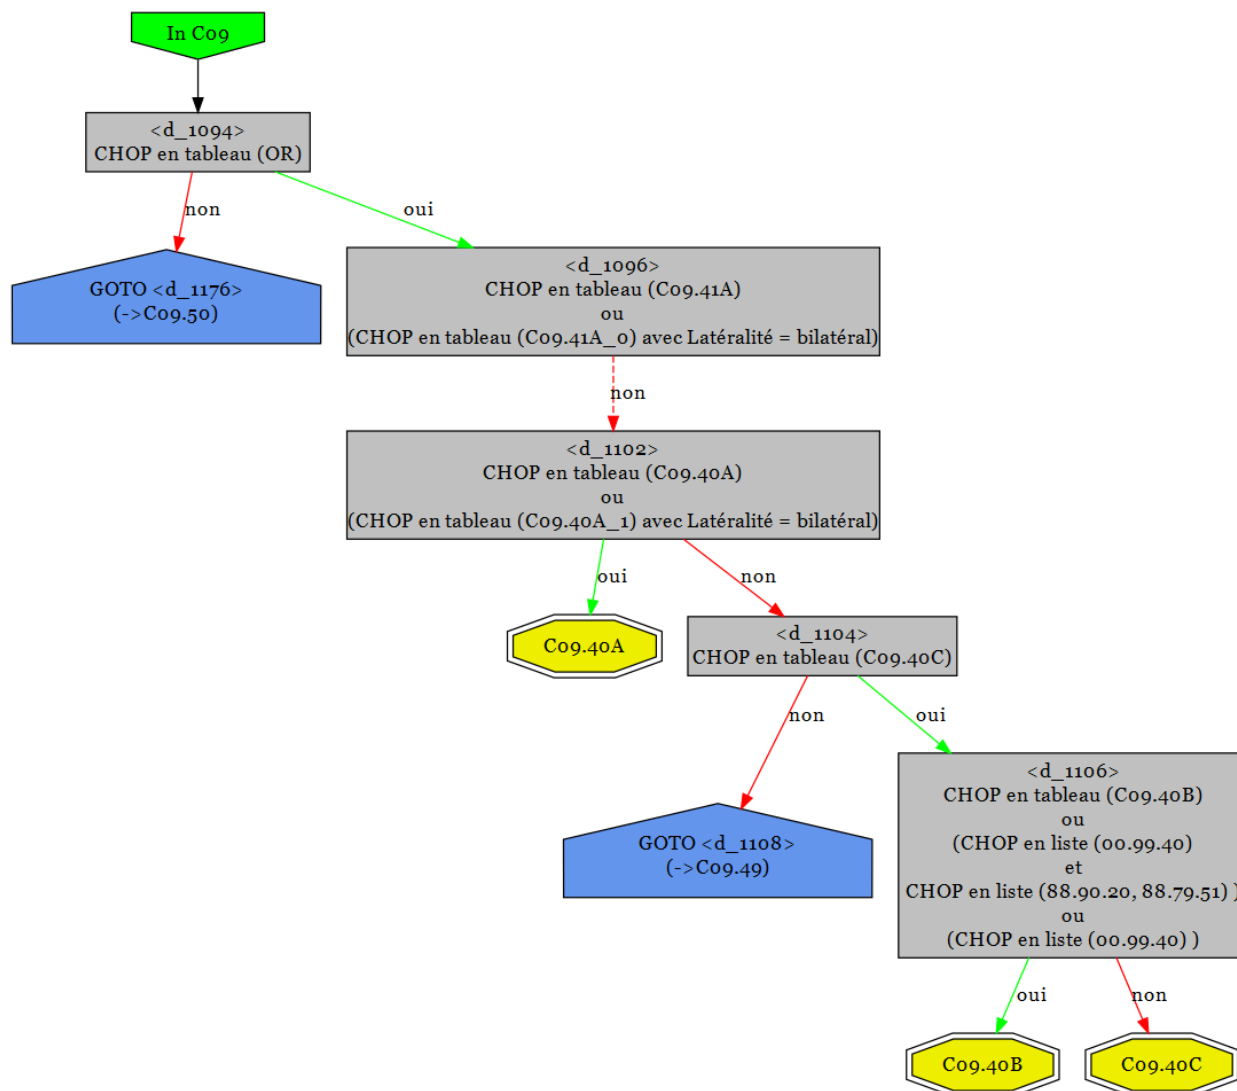 In C09
<d_1094>
CHOP en tableau (OR)
non
oui
GOTO <d_1176>
(->C09.50)
<d_1096>
CHOP en tableau (C09.41A)
ou
(CHOP en tableau (C09.41A_0) avec Latéralité = bilatéral)
non
<d_1102>
CHOP en tableau (C09.40A)
ou
(CHOP en tableau (C09.40A_1) avec Latéralité = bilatéral)
oui
non
C09.40A
<d_1104>
CHOP en tableau (C09.40C)
non
oui
GOTO <d_1108>
(->C09.49)
<d_1106>
CHOP en tableau (C09.40B)
ou
(CHOP en liste (00.99.40)
et
CHOP en liste (88.90.20, 88.79.51) )
ou
(CHOP en liste (00.99.40) )
oui
non
C09.40B
C09.40C